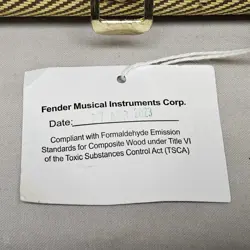 Fender Musical Instruments Corp.
Date:
Compliant with Formaldehyde Emission
Standards for Composite Wood under Title VI
of the Toxic Substances Control Act (TSCA)